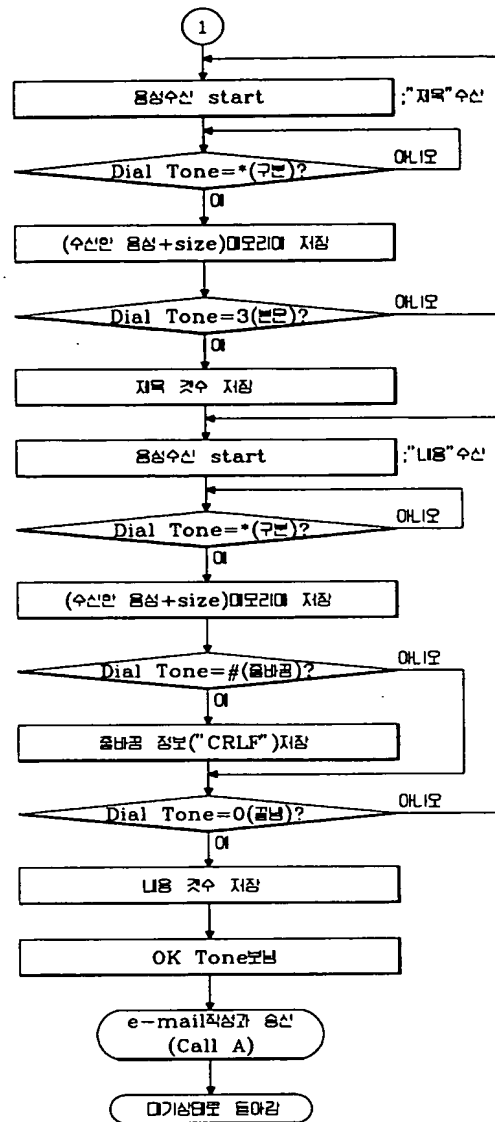 1
음성수신 start
;"제목"수신
Dial Tone=*(구분)?
아니오
예
(수신한 음성+size)메모리에 저장
Dial Tone=3(본문)?
아니오
예
제목 갯수 저장
음성수신 start
;"내용"수신
Dial Tone=*(구분)?
아니오
예
(수신한 음성+size)메모리에 저장
Dial Tone=#(줄바꿈)?
아니오
예
줄바꿈 정보("CRLF")저장
Dial Tone=0(끝냄)?
아니오
예
내용 갯수 저장
OK Tone보냄
e-mail작성과 송신
(Call A)
대기상태로 돌아감